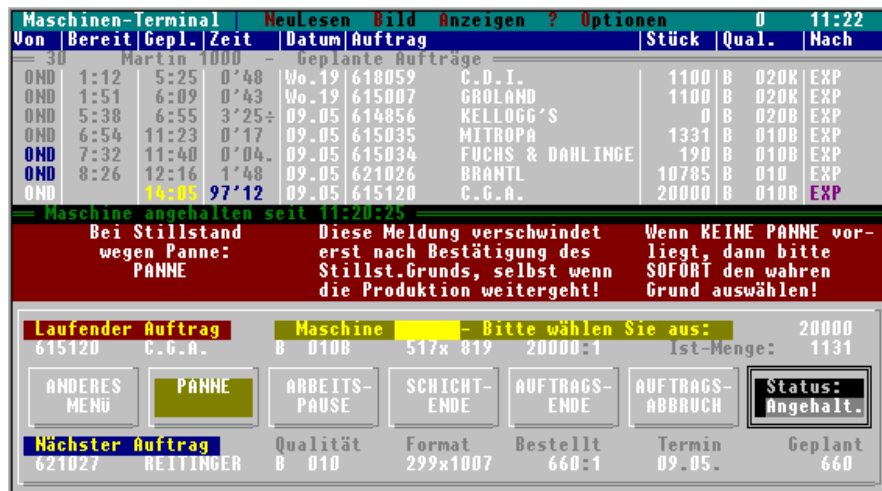 Maschinen-Terminal | NeuLesen Bild Anzeigen ? Optionen 0 11:22
Von |Bereit|Gepl.|Zeit |Datum|Auftrag |Stück |Qual. |Nach
30 Martin 1000 - Geplante Aufträge
OND 1:12 5:25 0'48 Wo.19 618059 C.D.I. 1100 B 020K EXP
OND 1:51 6:09 0'43 Wo.19 615007 GROLAND 1100 B 020K EXP
OND 5:38 6:55 3'25÷ 09.05 614856 KELLOGG'S 0 B 020B EXP
OND 6:54 11:23 0'17 09.05 615035 MITROPA 1331 B 010B EXP
OND 7:32 11:40 0'04. 09.05 615034 FUCHS & DAHLINGE 190 B 010B EXP
OND 8:26 12:16 1'48 09.05 621026 BRANTL 10785 B 010 EXP
OND 14:05 97'12 09.05 615120 C.G.A. 20000 B 010B EXP
Maschine angehalten seit 11:20:25
Bei Stillstand
wegen Panne:
PANNE
Diese Meldung verschwindet
erst nach Bestätigung des
Stillst.Grunds, selbst wenn
die Produktion weitergeht!
Wenn KEINE PANNE vor-
liegt, dann bitte
SOFORT den wahren
Grund auswählen!
Laufender Auftrag Maschine - Bitte wählen Sie aus: 20000
615120 C.G.A. B 010B 517x 819 20000:1 Ist-Menge: 1131
ANDERES
MENÜ
PANNE
ARBEITS-
PAUSE
SCHICHT-
ENDE
AUFTRAGS-
ENDE
AUFTRAGS-
ABBRUCH
Status:
Angehalt.
Nächster Auftrag Qualität Format Bestellt Termin Geplant
621027 REITINGER B 010 299x1007 660:1 09.05. 660